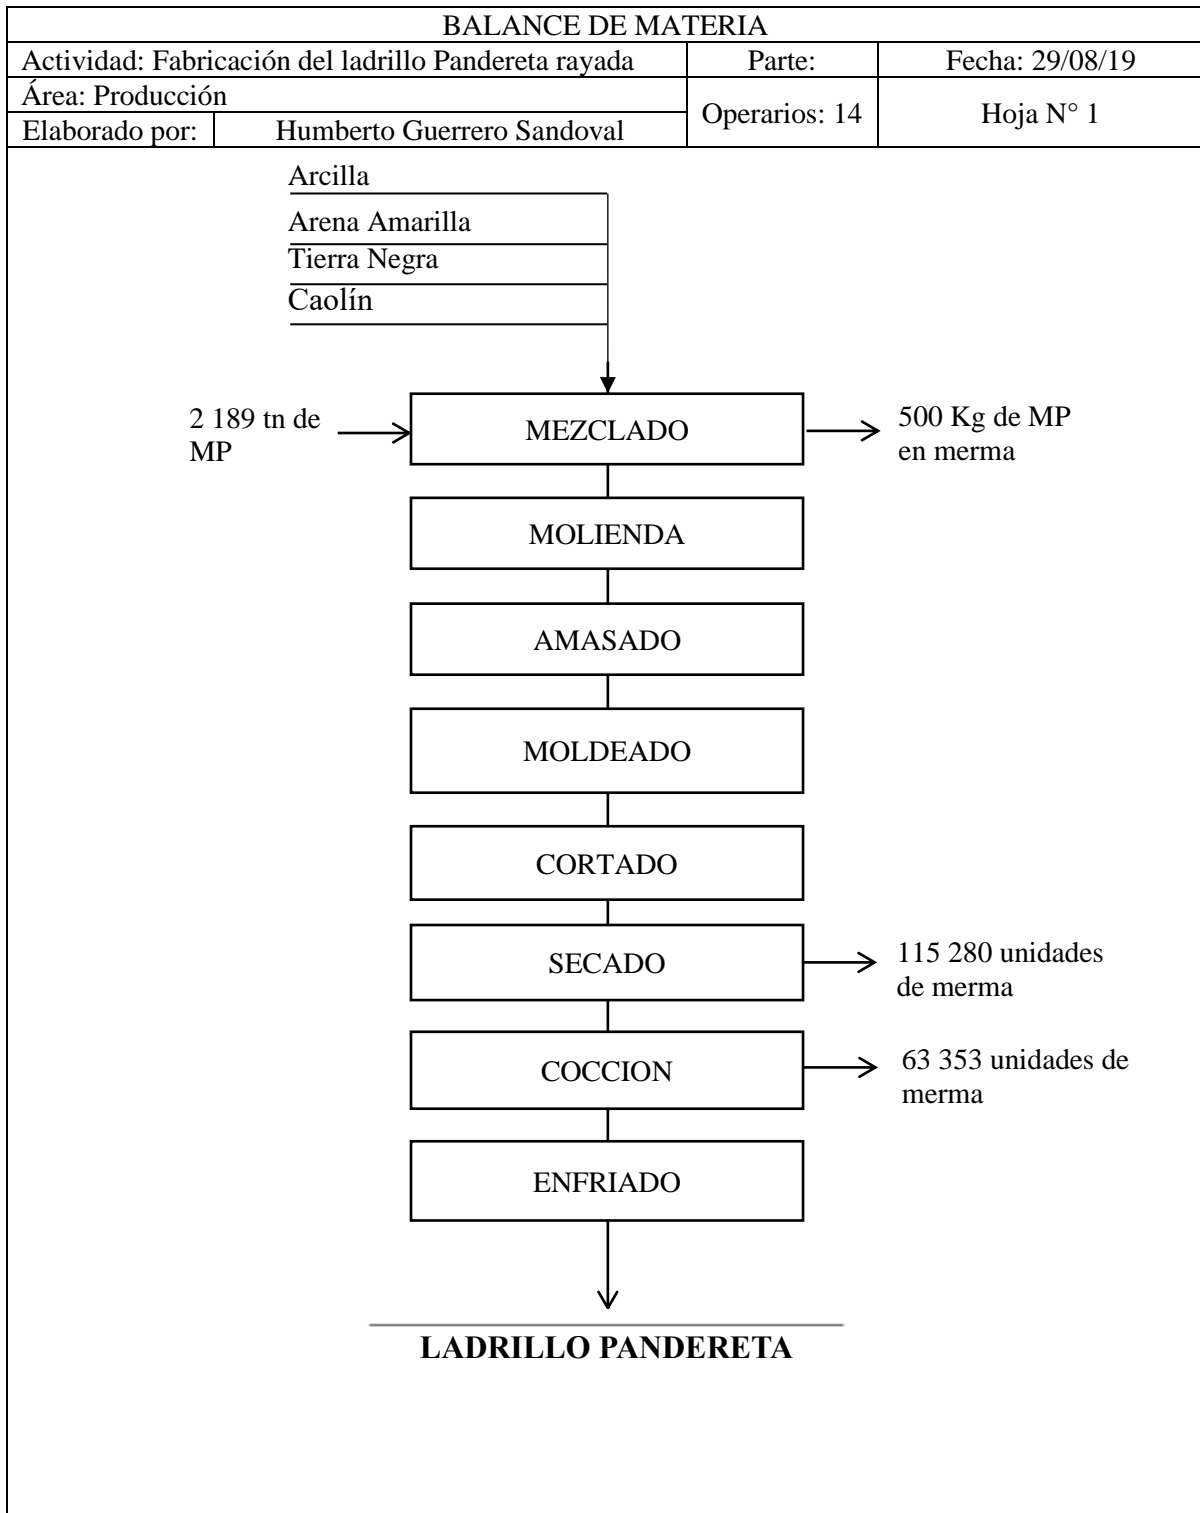 BALANCE DE MATERIA
Actividad: Fabricación del ladrillo Pandereta rayada
Parte:
Fecha: 29/08/19
Área: Producción
Operarios: 14
Hoja N° 1
Elaborado por:
Humberto Guerrero Sandoval
Arcilla
Arena Amarilla
Tierra Negra
Caolín
2 189 tn de
MP
MEZCLADO
500 Kg de MP
en merma
MOLIENDA
AMASADO
MOLDEADO
CORTADO
SECADO
115 280 unidades
de merma
COCCION
63 353 unidades de
merma
ENFRIADO
LADRILLO PANDERETA